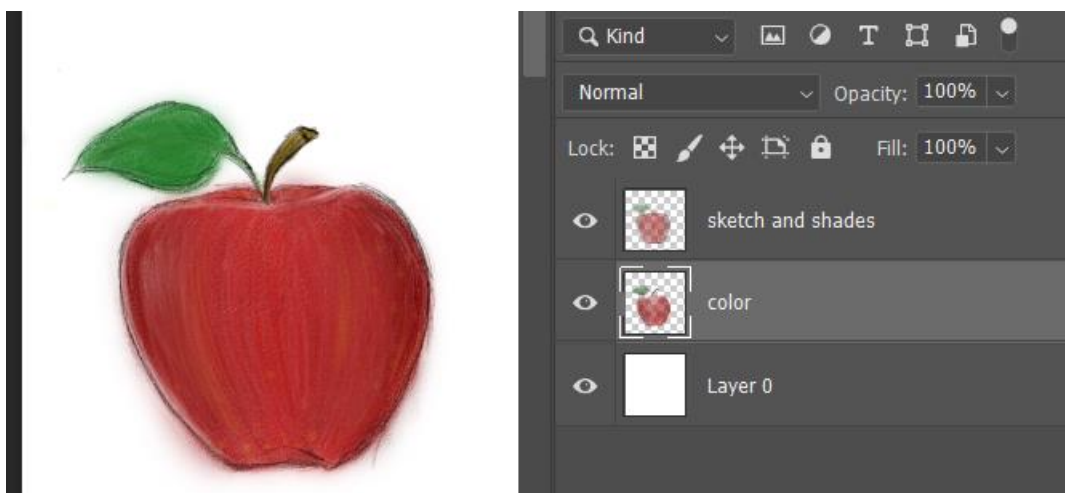 Kind
Normal Opacity: 100%
Lock: Fill: 100%
sketch and shades
color
Layer 0